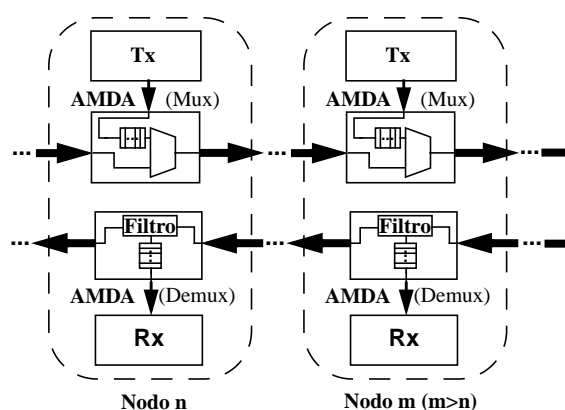 Tx
Tx
AMDA (Mux)
AMDA (Mux)
... ... ...
Filtro
Filtro
... ... ...
AMDA (Demux)
AMDA (Demux)
Rx
Rx
Nodo n
Nodo m (m>n)